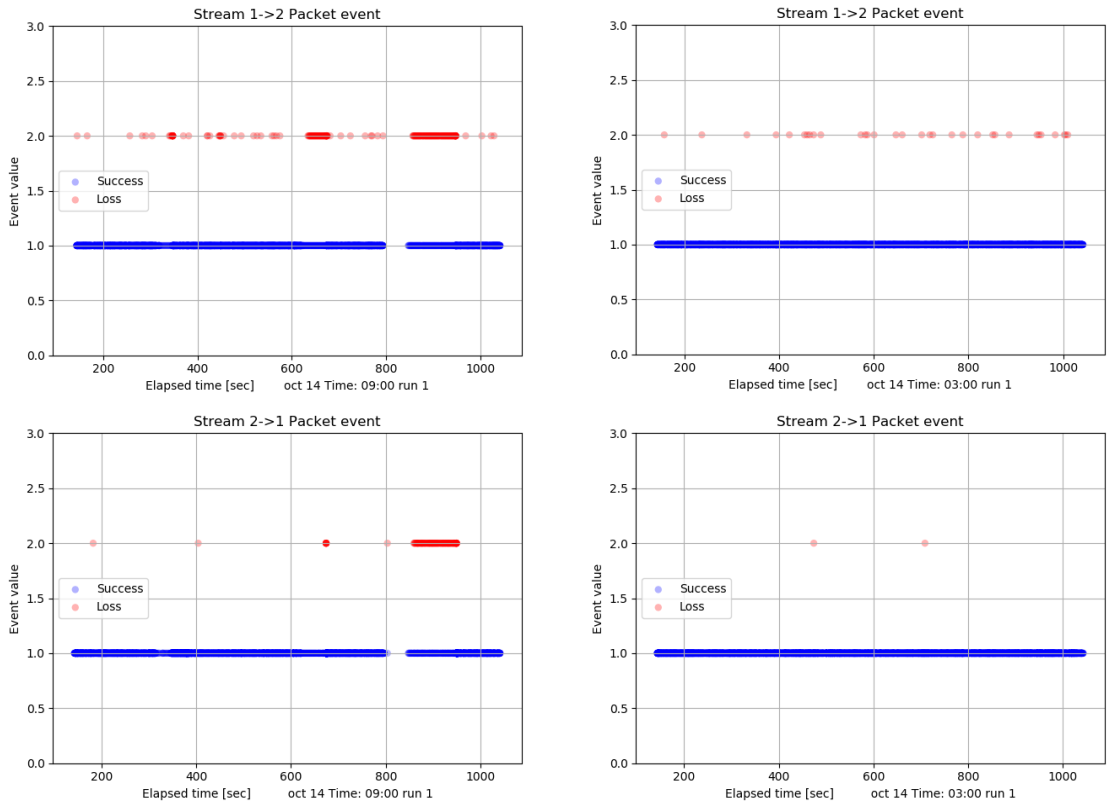 Stream 1->2 Packet event
3.0
2.5
2.0
1.5
1.0
0.5
0.0
Event value
Success
Loss
200 400 600 800 1000
Elapsed time [sec] oct 14 Time: 09:00 run 1
Stream 1->2 Packet event
3.0
2.5
2.0
1.5
1.0
0.5
0.0
Event value
Success
Loss
200 400 600 800 1000
Elapsed time [sec] oct 14 Time: 03:00 run 1
Stream 2->1 Packet event
3.0
2.5
2.0
1.5
1.0
0.5
0.0
Event value
Success
Loss
200 400 600 800 1000
Elapsed time [sec] oct 14 Time: 09:00 run 1
Stream 2->1 Packet event
3.0
2.5
2.0
1.5
1.0
0.5
0.0
Event value
Success
Loss
200 400 600 800 1000
Elapsed time [sec] oct 14 Time: 03:00 run 1